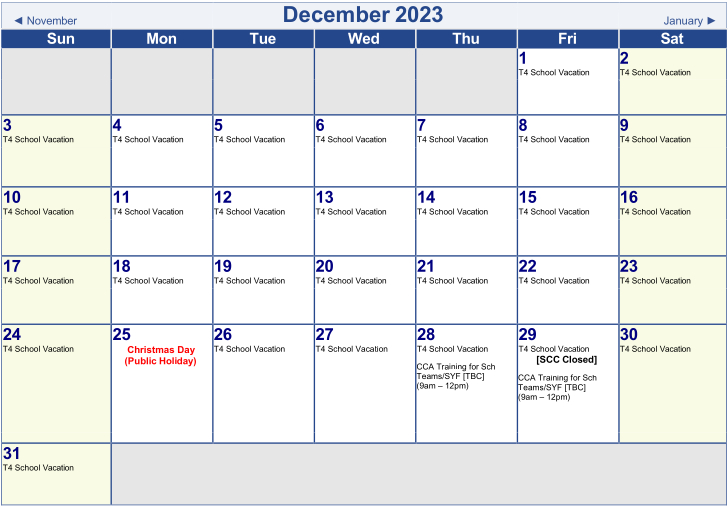 December 2023
◄ November
January ►
Sun Mon Tue Wed Thu Fri Sat
1
T4 School Vacation
2
T4 School Vacation
3
T4 School Vacation
4
T4 School Vacation
5
T4 School Vacation
6
T4 School Vacation
7
T4 School Vacation
8
T4 School Vacation
9
T4 School Vacation
10
T4 School Vacation
11
T4 School Vacation
12
T4 School Vacation
13
T4 School Vacation
14
T4 School Vacation
15
T4 School Vacation
16
T4 School Vacation
17
T4 School Vacation
18
T4 School Vacation
19
T4 School Vacation
20
T4 School Vacation
21
T4 School Vacation
22
T4 School Vacation
23
T4 School Vacation
24
T4 School Vacation
25
Christmas Day
(Public Holiday)
26
T4 School Vacation
27
T4 School Vacation
28
T4 School Vacation
CCA Training for Sch
Teams/SYF [TBC]
(9am – 12pm)
29
T4 School Vacation
[SCC Closed]
CCA Training for Sch
Teams/SYF [TBC]
(9am – 12pm)
30
T4 School Vacation
31
T4 School Vacation